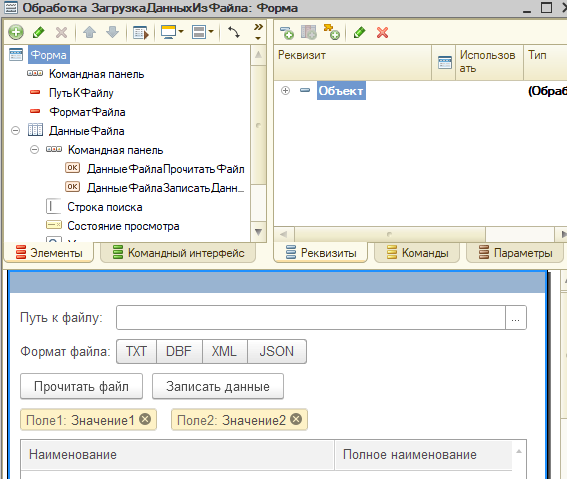 Обработка ЗагрузкаДанныхИзФайла: Форма
Форма
Командная панель
ПутьКФайлу
ФорматФайла
ДанныеФайла
Командная панель
OK ДанныеФайлаПрочитатьФайл
OK ДанныеФайлаЗаписатьДанн...
Строка поиска
Состояние просмотра
Элементы
Командный интерфейс
Реквизит
Использовать
Тип
Объект
(Обраб
Реквизиты
Команды
Параметры
Путь к файлу:
...
Формат файла: TXT DBF XML JSON
Прочитать файл Записать данные
Поле1: Значение1 Поле2: Значение2
Наименование Полное наименование